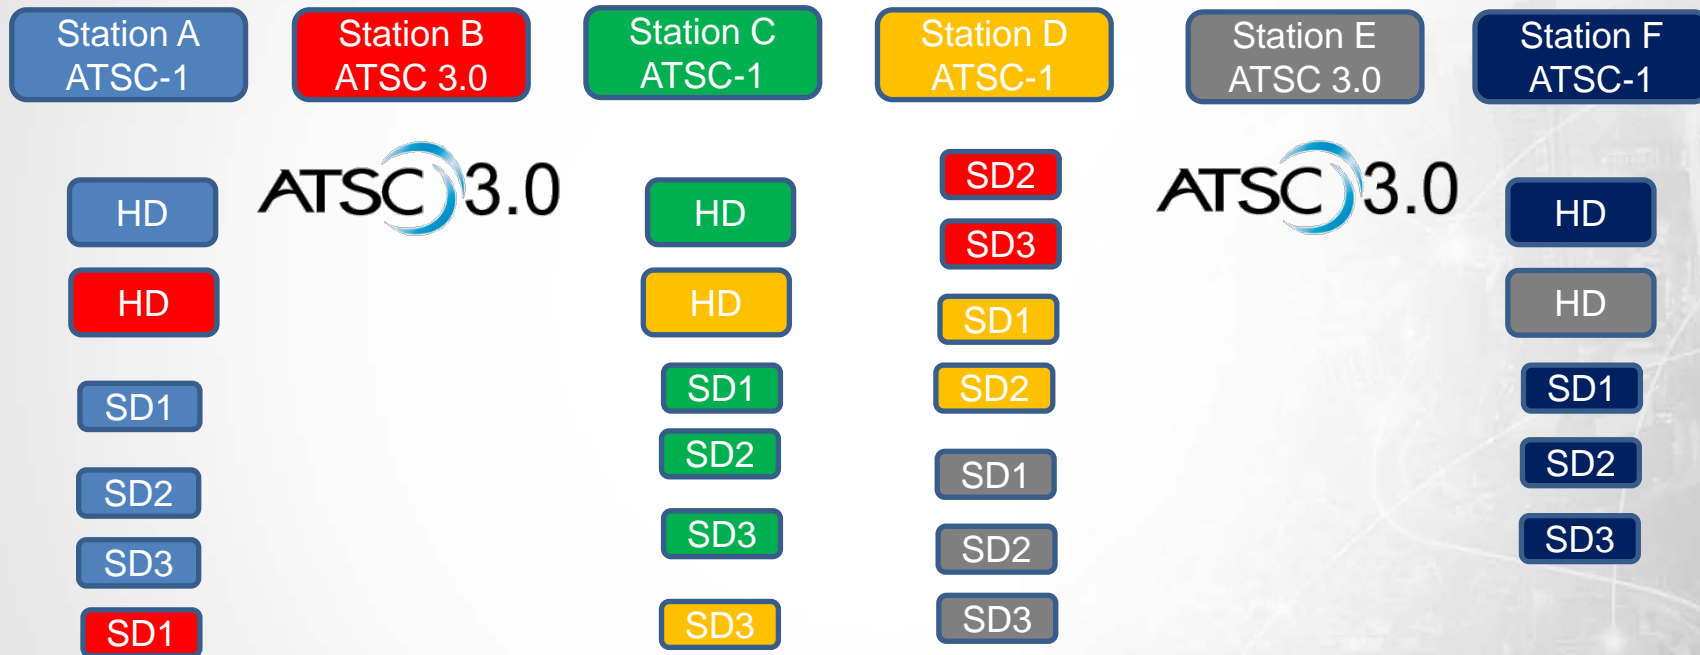 Station A
ATSC-1
Station B
ATSC 3.0
Station C
ATSC-1
Station D
ATSC-1
Station E
ATSC 3.0
Station F
ATSC-1
HD
HD
SD1
SD2
SD3
SD1
ATSC 3.0
HD
HD
SD1
SD2
SD3
SD3
SD2
SD3
SD1
SD2
SD1
SD2
SD3
ATSC 3.0
HD
HD
SD1
SD2
SD3